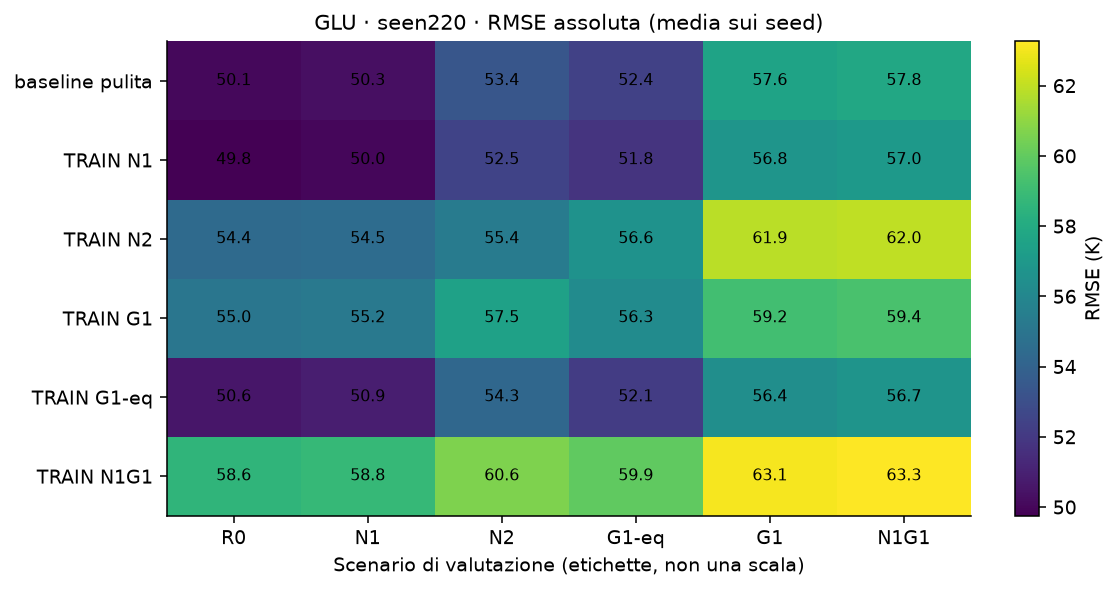 GLU · seen220 · RMSE assoluta (media sui seed)
baseline pulita 50.1 50.3 53.4 52.4 57.6 57.8
TRAIN N1 49.8 50.0 52.5 51.8 56.8 57.0
TRAIN N2 54.4 54.5 55.4 56.6 61.9 62.0
TRAIN G1 55.0 55.2 57.5 56.3 59.2 59.4
TRAIN G1-eq 50.6 50.9 54.3 52.1 56.4 56.7
TRAIN N1G1 58.6 58.8 60.6 59.9 63.1 63.3
R0 N1 N2 G1-eq G1 N1G1
Scenario di valutazione (etichette, non una scala)
62
60
58
56
54
52
50
RMSE (K)